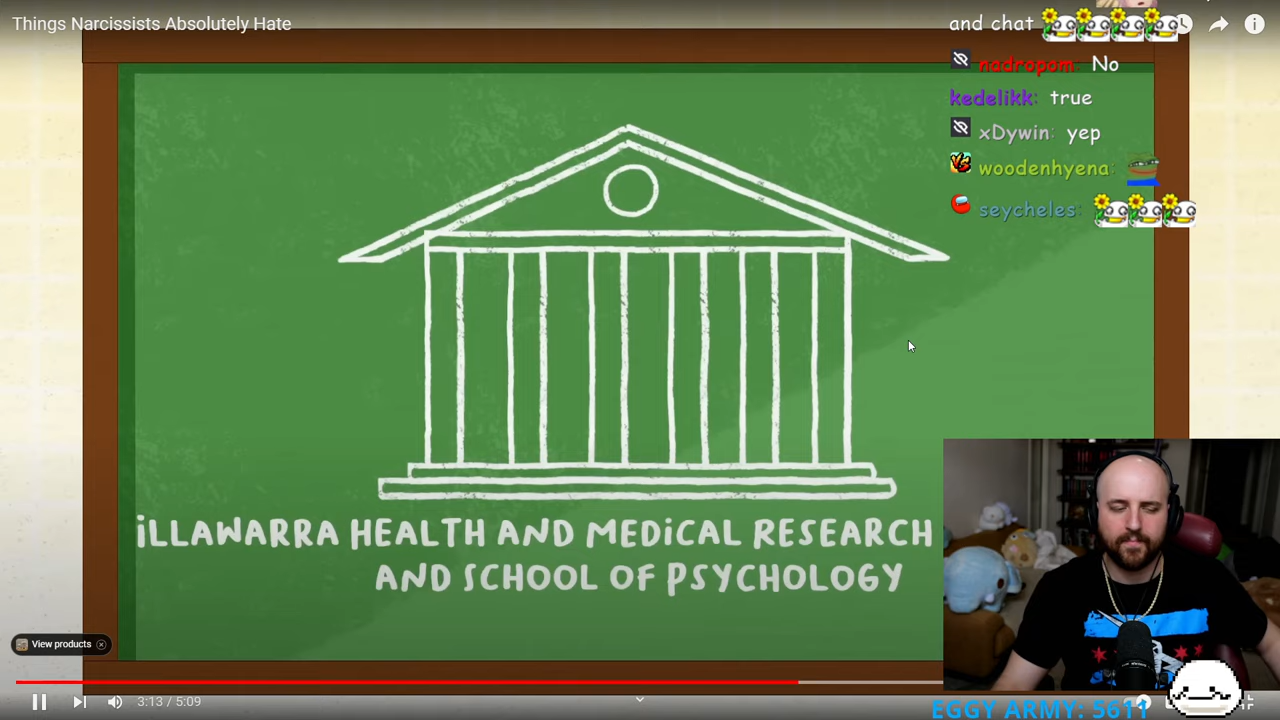 Things Narcissists Absolutely Hate
and chat
nadropom: No
kedelikk: true
xDywin: yep
woodenhyena:
seycheles:
iLLAWARRA HEALTH AND MEDiCAL RESEARCH
AND SCHOOL OF PSYCHOLOGY
View products
3:13 / 5:09
EGGY ARMY: 5611